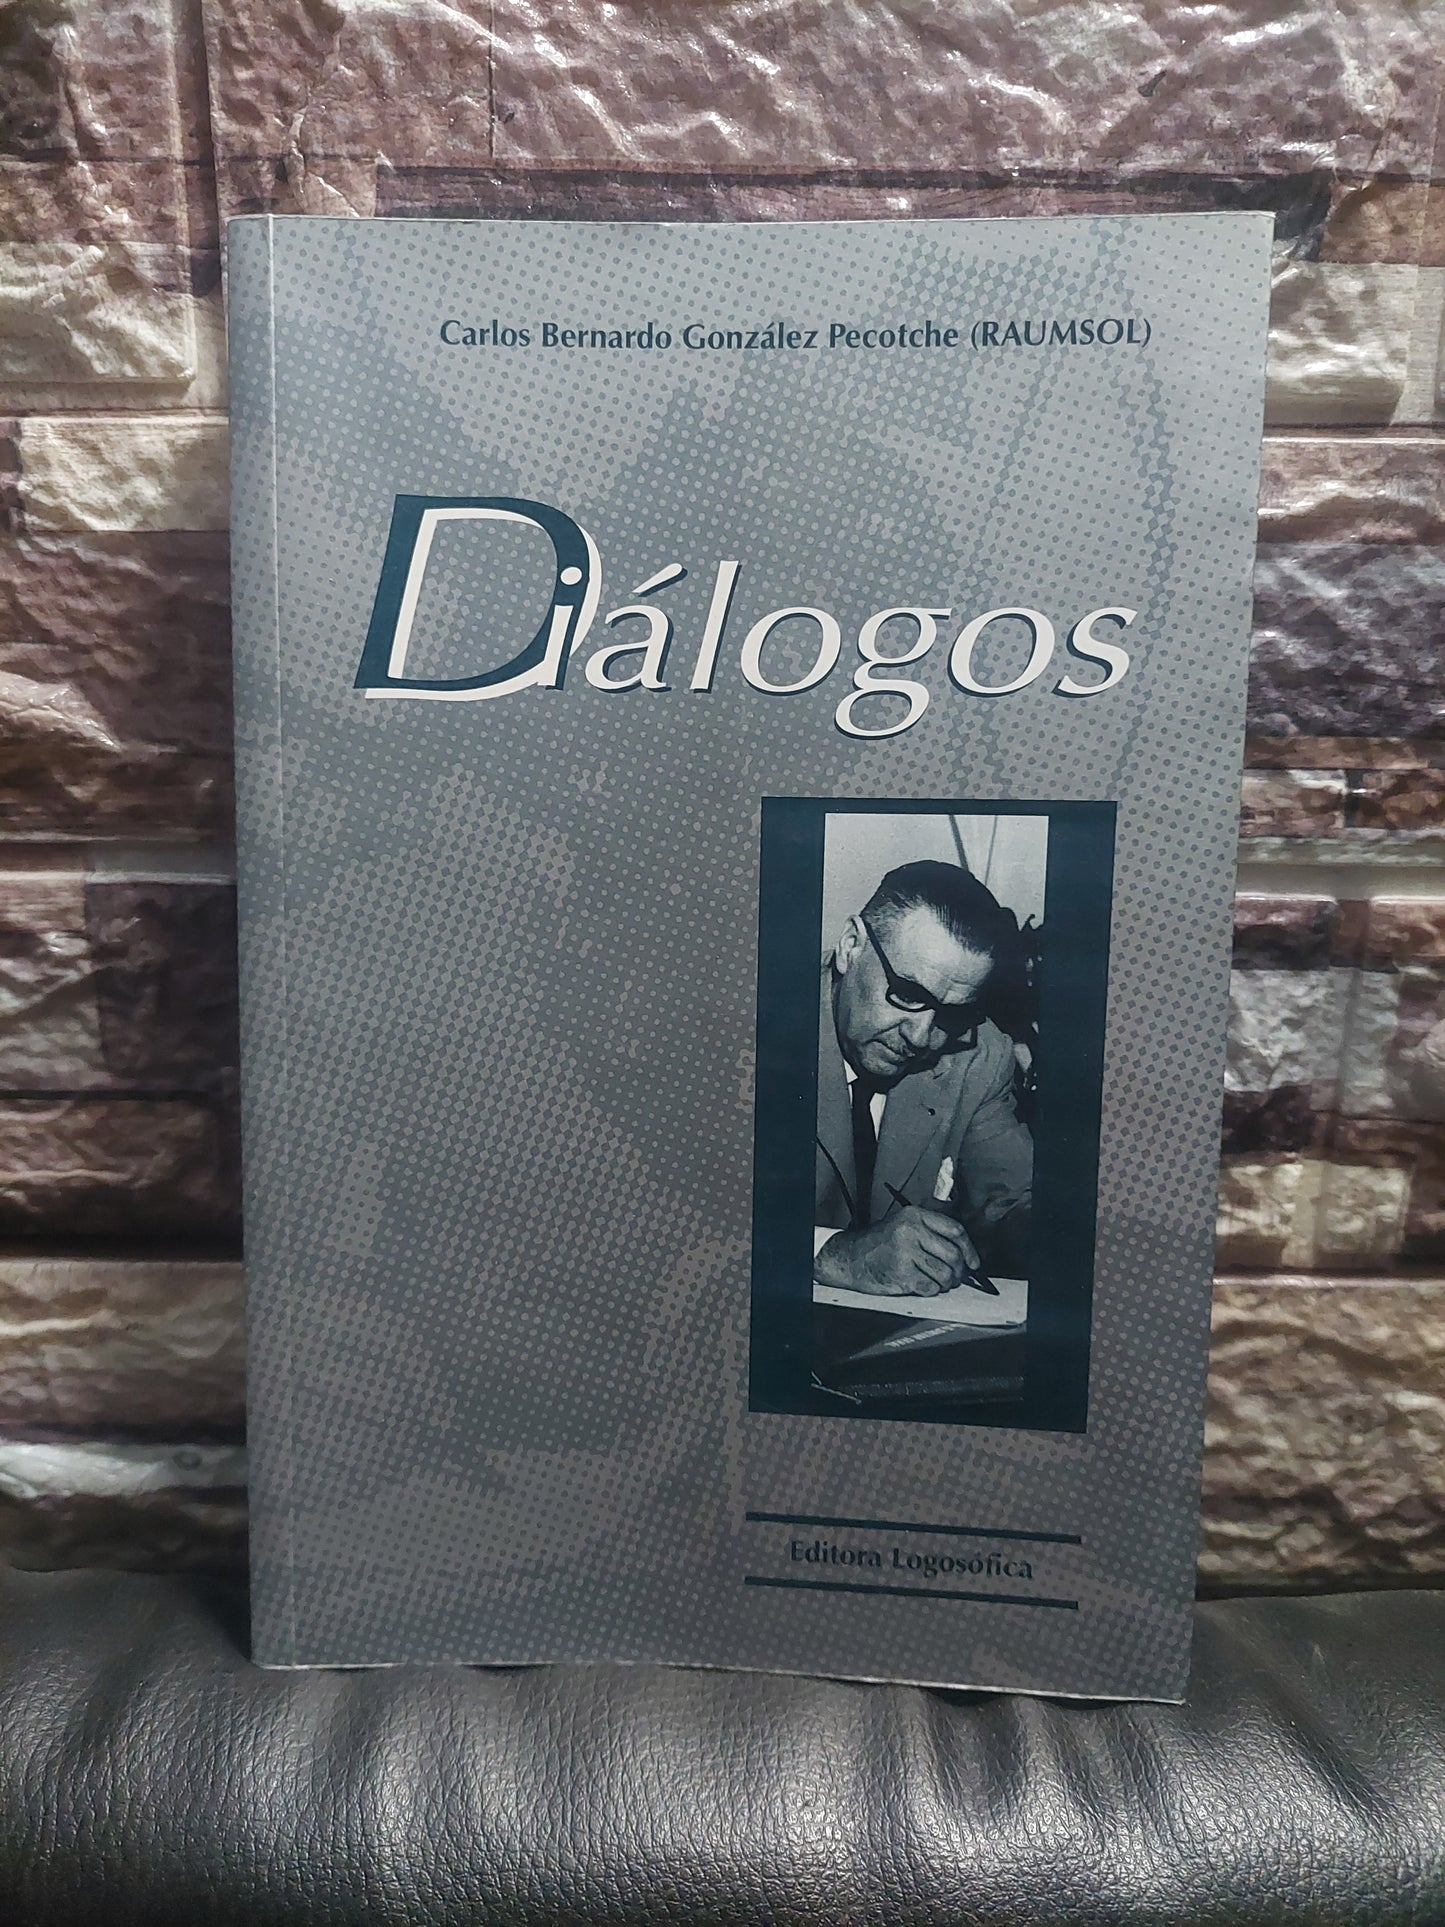 Carlos Bernardo González Pecotche (RAUMSOL)
Diálogos
Editora Logosófica